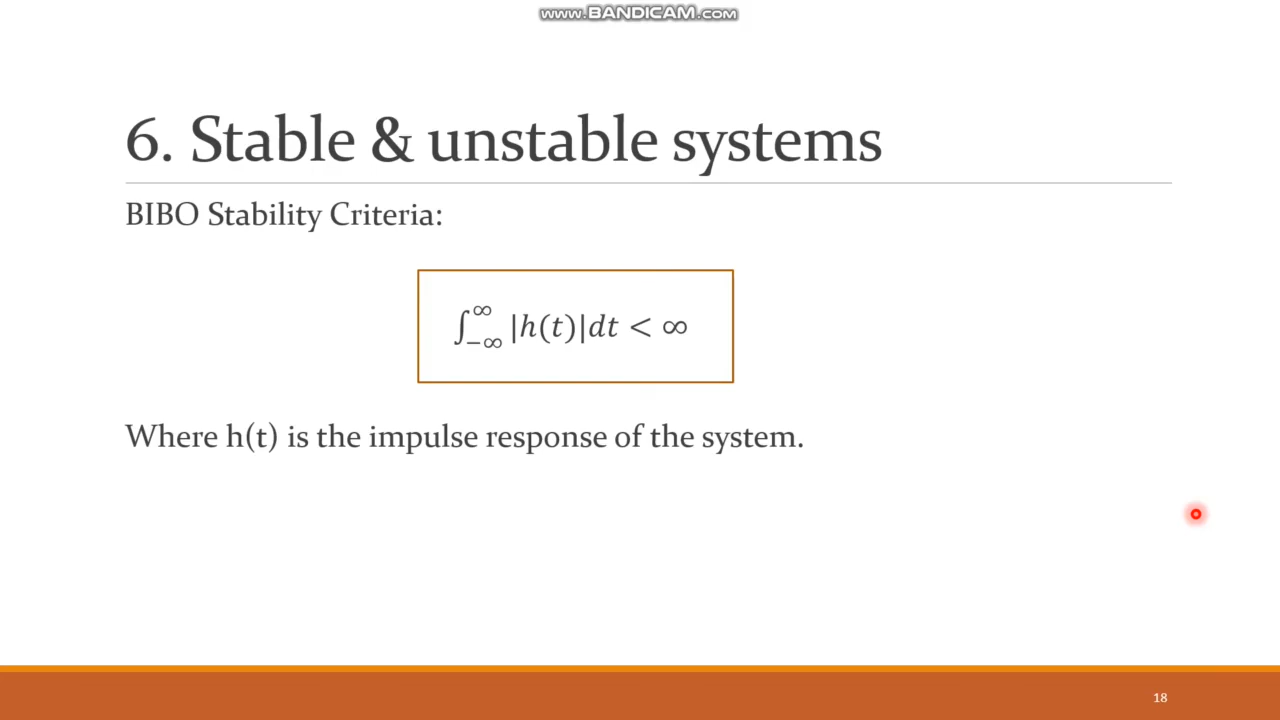 www.BANDICAM.com
6. Stable & unstable systems
BIBO Stability Criteria:
∫_{-∞}^{∞} |h(t)|dt < ∞
Where h(t) is the impulse response of the system.
18